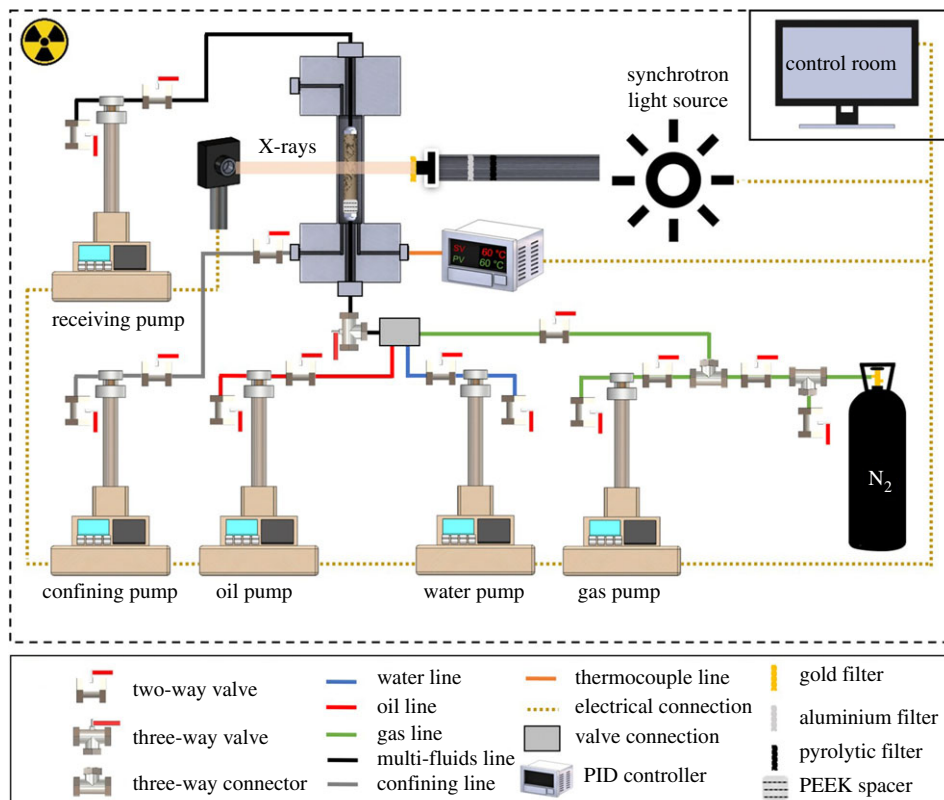 control room
synchrotron
light source
X-rays
SV 60 °C
PV 60 °C
receiving pump
N2
confining pump
oil pump
water pump
gas pump
two-way valve
three-way valve
three-way connector
water line
oil line
gas line
multi-fluids line
confining line
thermocouple line
electrical connection
valve connection
PID controller
gold filter
aluminium filter
pyrolytic filter
PEEK spacer